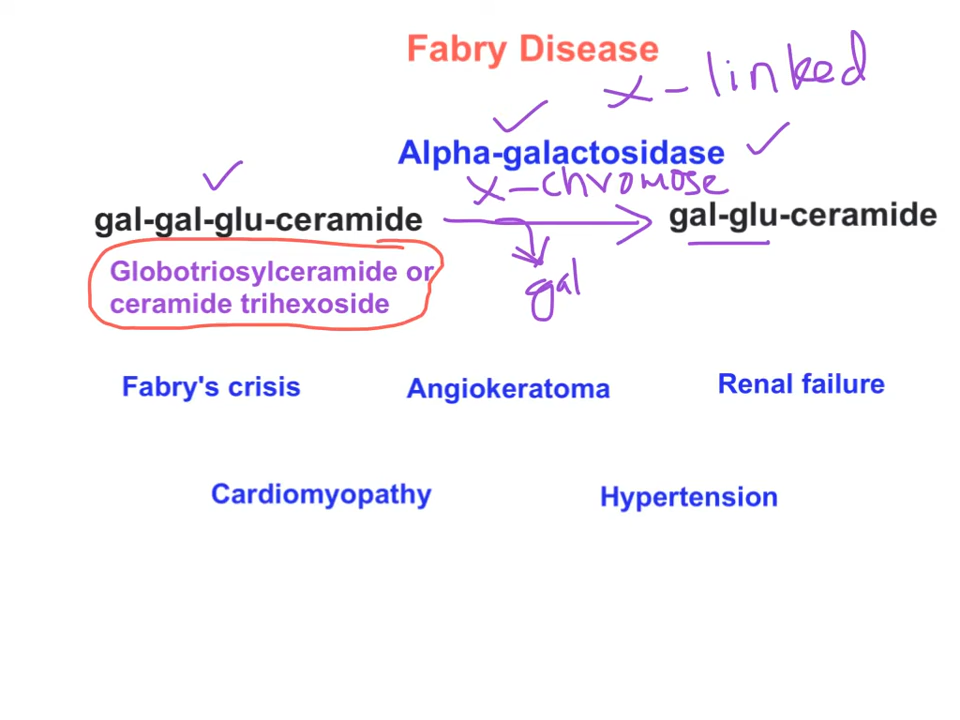 Fabry Disease
x-linked
Alpha-galactosidase
x-chromose
gal-gal-glu-ceramide
gal-glu-ceramide
gal
Globotriosylceramide or
ceramide trihexoside
Fabry's crisis
Angiokeratoma
Renal failure
Cardiomyopathy
Hypertension